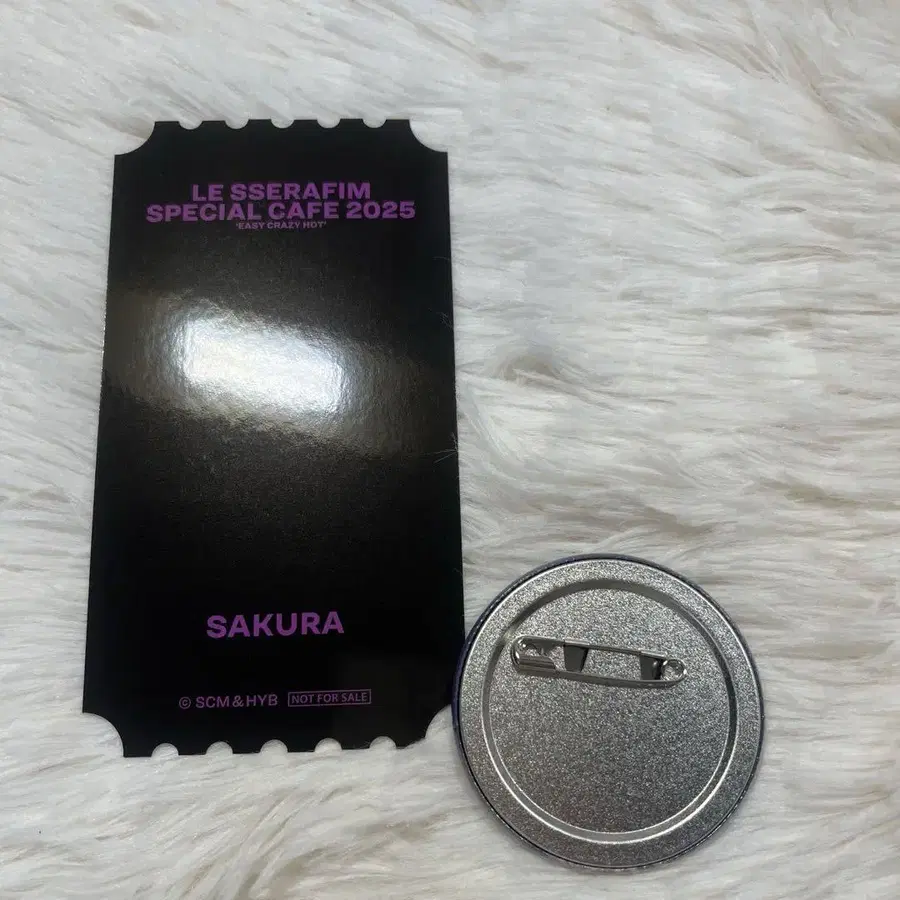 LE SSERAFIM
SPECIAL CAFE 2025
'EASY CRAZY HOT'
SAKURA
© SCM & HYB NOT FOR SALE